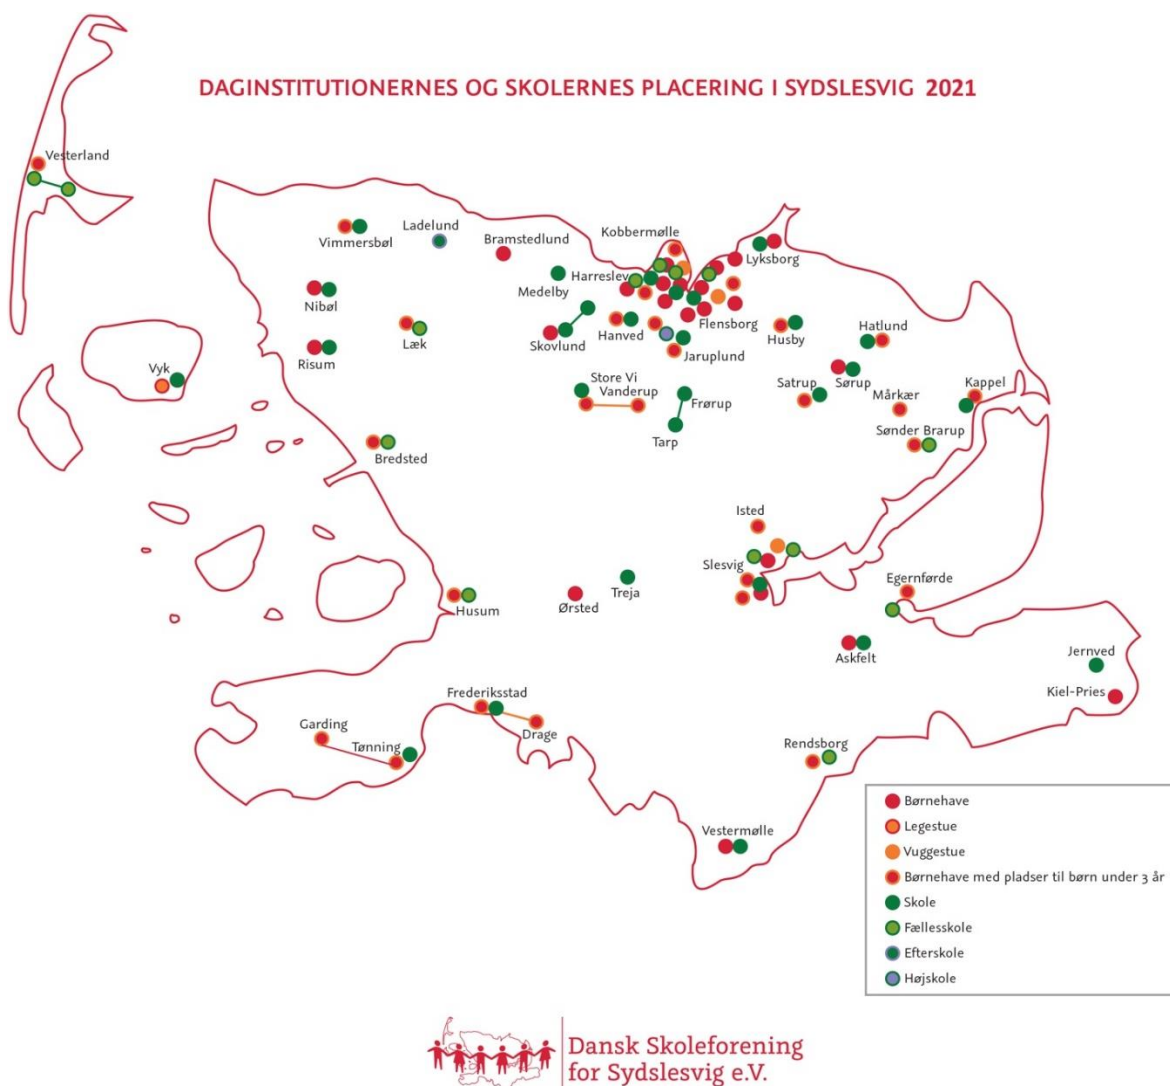 DAGINSTITUTIONERNES OG SKOLERNES PLACERING I SYDSLESVIG 2021
Vesterland
Vimmersbøl
Ladelund
Bramstedlund
Kobbermølle
Lyksborg
Harreslev
Medelby
Nibøl
Læk
Skovlund
Hanved
Flensborg
Jaruplund
Husby
Hatlund
Risum
Vyk
Store Vi
Vanderup
Frørup
Tarp
Satrup
Sørup
Mårkær
Kappel
Sønder Brarup
Bredsted
Isted
Slesvig
Egernførde
Husum
Ørsted
Treja
Askfelt
Jernved
Kiel-Pries
Frederiksstad
Garding
Tønning
Drage
Rendsborg
Vestermølle
Børnehave
Legestue
Vuggestue
Børnehave med pladser til børn under 3 år
Skole
Fællesskole
Efterskole
Højskole
Dansk Skoleforening
for Sydslesvig e.V.